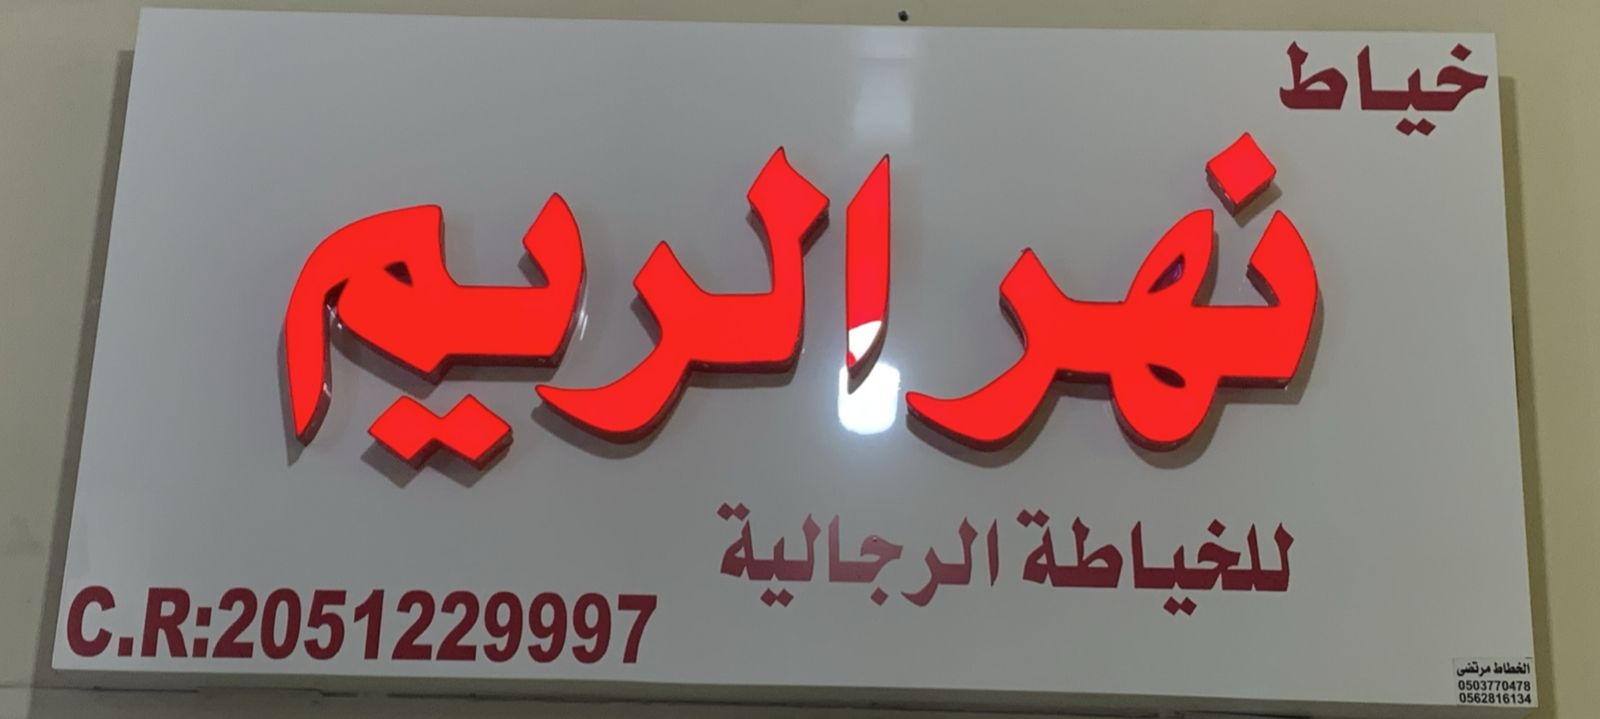 خياط
نهر الريم
للخياطة الرجالية
C.R:2051229997
الخطاط مرتضى
0503770478
0562816134